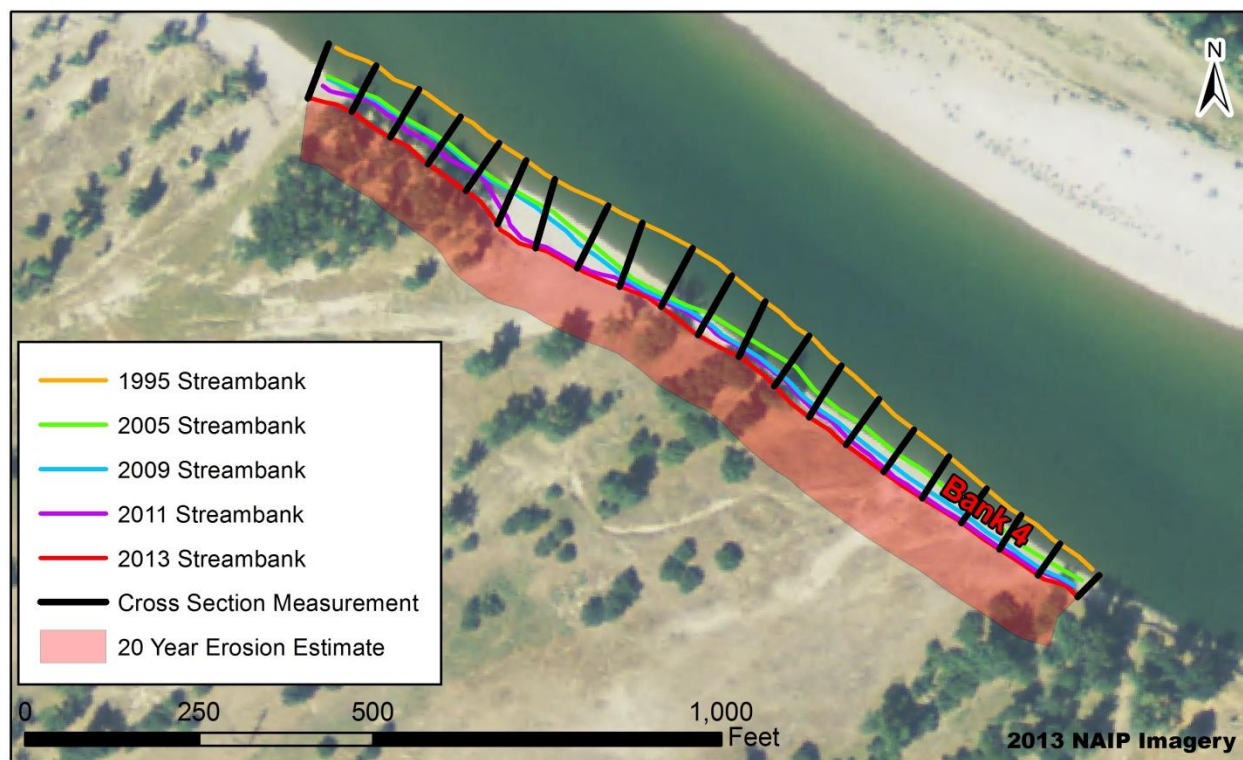 N
1995 Streambank
2005 Streambank
2009 Streambank
2011 Streambank
2013 Streambank
Cross Section Measurement
20 Year Erosion Estimate
Bank 4
0 250 500 1,000
Feet
2013 NAIP Imagery